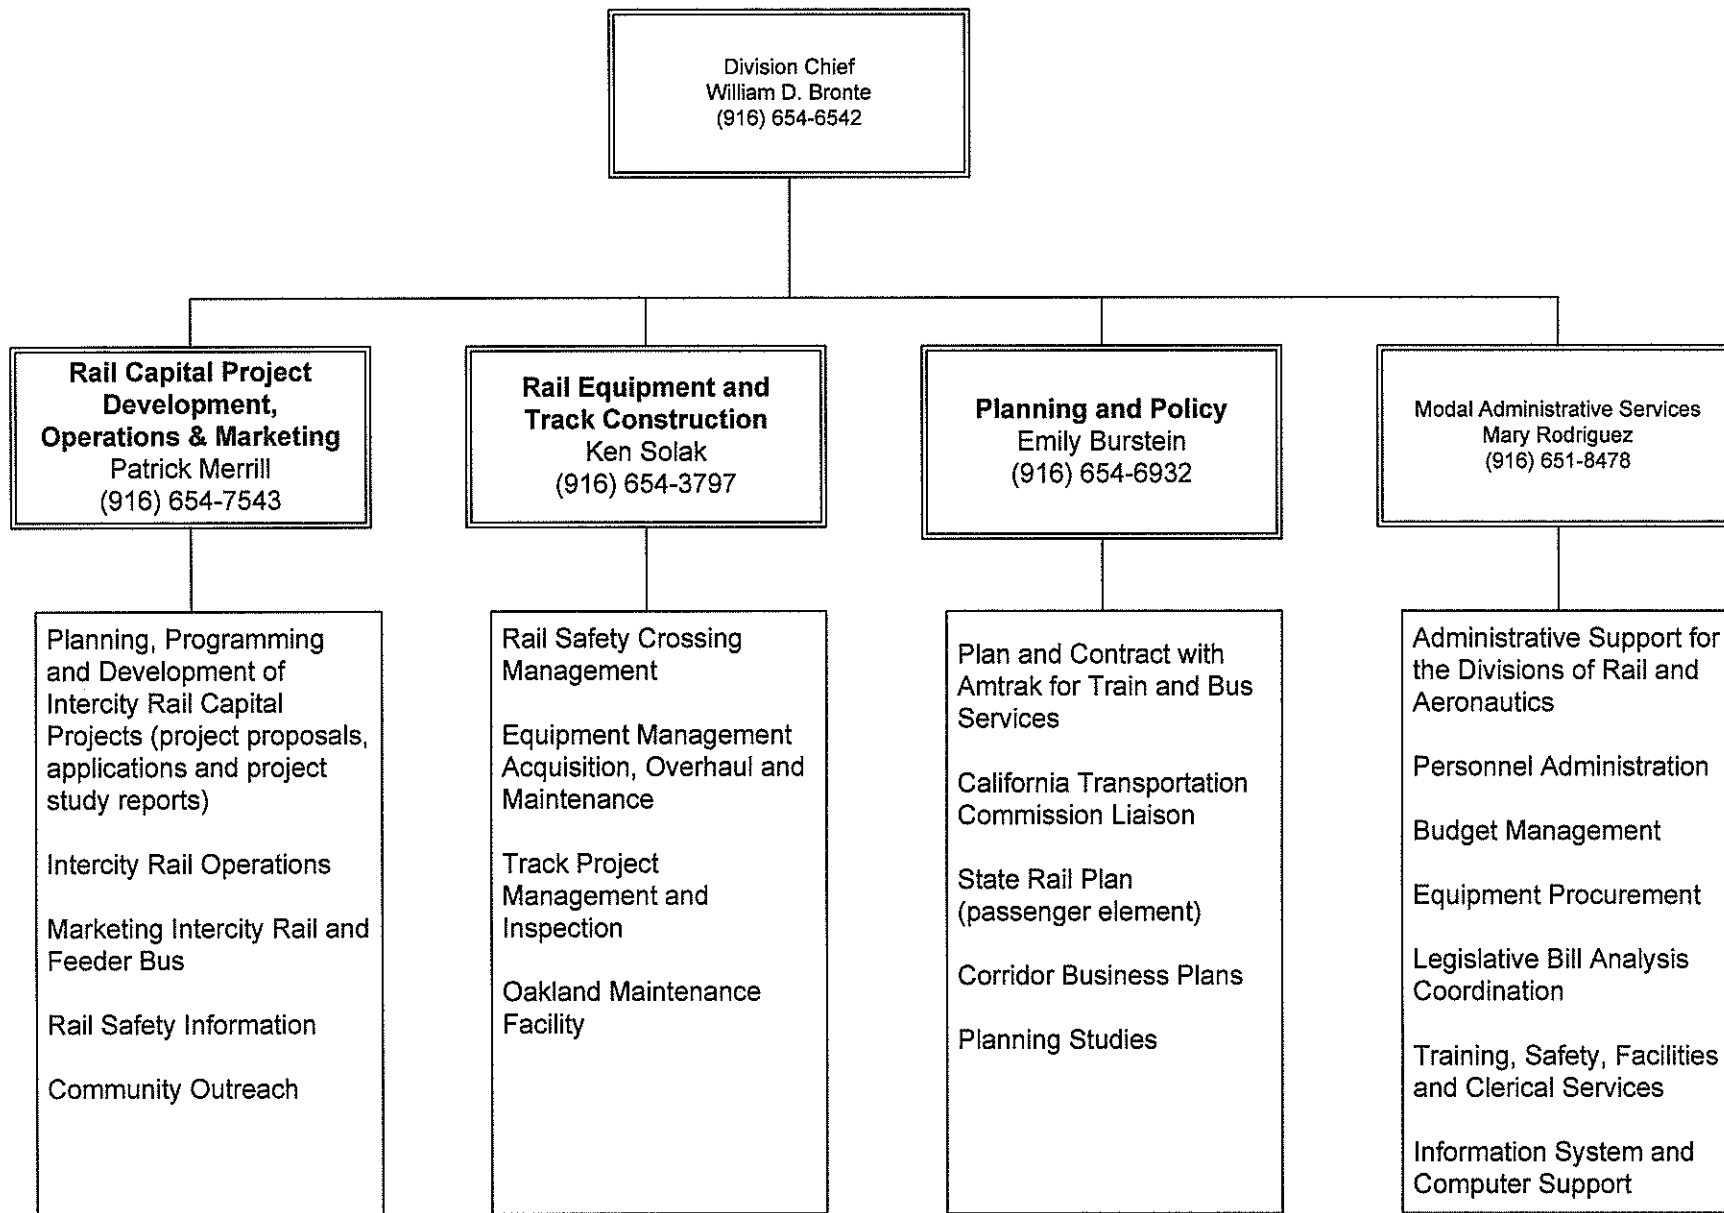 Division Chief
William D. Bronte
(916) 654-6542
Rail Capital Project
Development,
Operations & Marketing
Patrick Merrill
(916) 654-7543
Rail Equipment and
Track Construction
Ken Solak
(916) 654-3797
Planning and Policy
Emily Burstein
(916) 654-6932
Modal Administrative Services
Mary Rodriguez
(916) 651-8478
Planning, Programming
and Development of
Intercity Rail Capital
Projects (project proposals,
applications and project
study reports)
Intercity Rail Operations
Marketing Intercity Rail and
Feeder Bus
Rail Safety Information
Community Outreach
Rail Safety Crossing
Management
Equipment Management
Acquisition, Overhaul and
Maintenance
Track Project
Management and
Inspection
Oakland Maintenance
Facility
Plan and Contract with
Amtrak for Train and Bus
Services
California Transportation
Commission Liaison
State Rail Plan
(passenger element)
Corridor Business Plans
Planning Studies
Administrative Support for
the Divisions of Rail and
Aeronautics
Personnel Administration
Budget Management
Equipment Procurement
Legislative Bill Analysis
Coordination
Training, Safety, Facilities
and Clerical Services
Information System and
Computer Support